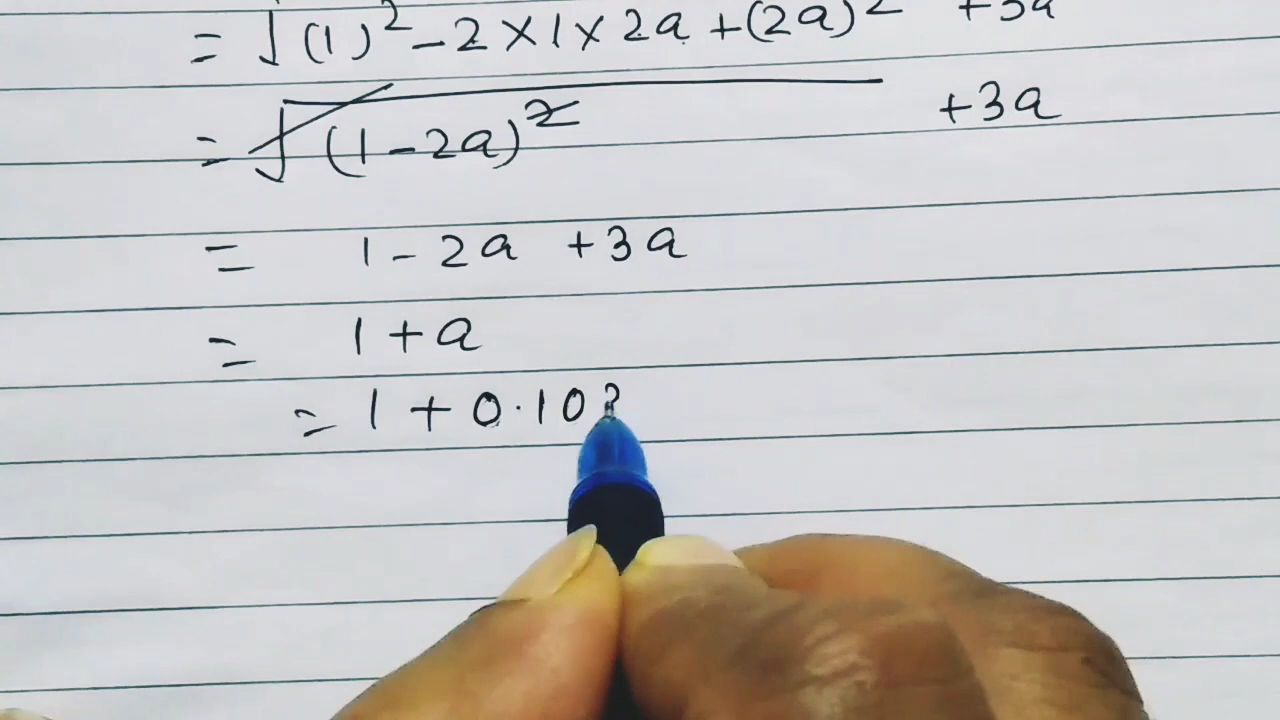 = √(1)² - 2 × 1 × 2a + (2a)² + 3a
= √(1 - 2a)² + 3a
= 1 - 2a + 3a
= 1 + a
= 1 + 0.10